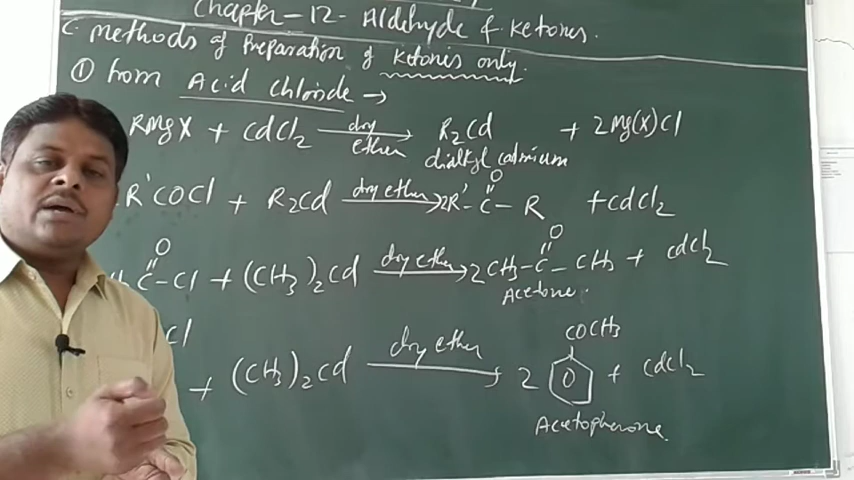 Chapter-12- Aldehyde & ketones.
C. methods of Preparation of ketones only.
① from Acid chloride →
RMgX + CdCl₂ dry ether → R₂Cd + 2Mg(X)Cl
dialkyl cadmium
R'COCl + R₂Cd dry ether → 2R'-C(=O)-R + CdCl₂
C(=O)-Cl + (CH₃)₂Cd dry ether → 2CH₃-C(=O)-CH₃ + CdCl₂
Acetone.
Cl + (CH₃)₂Cd dry ether → 2 COCH₃ + CdCl₂
Acetophenone.